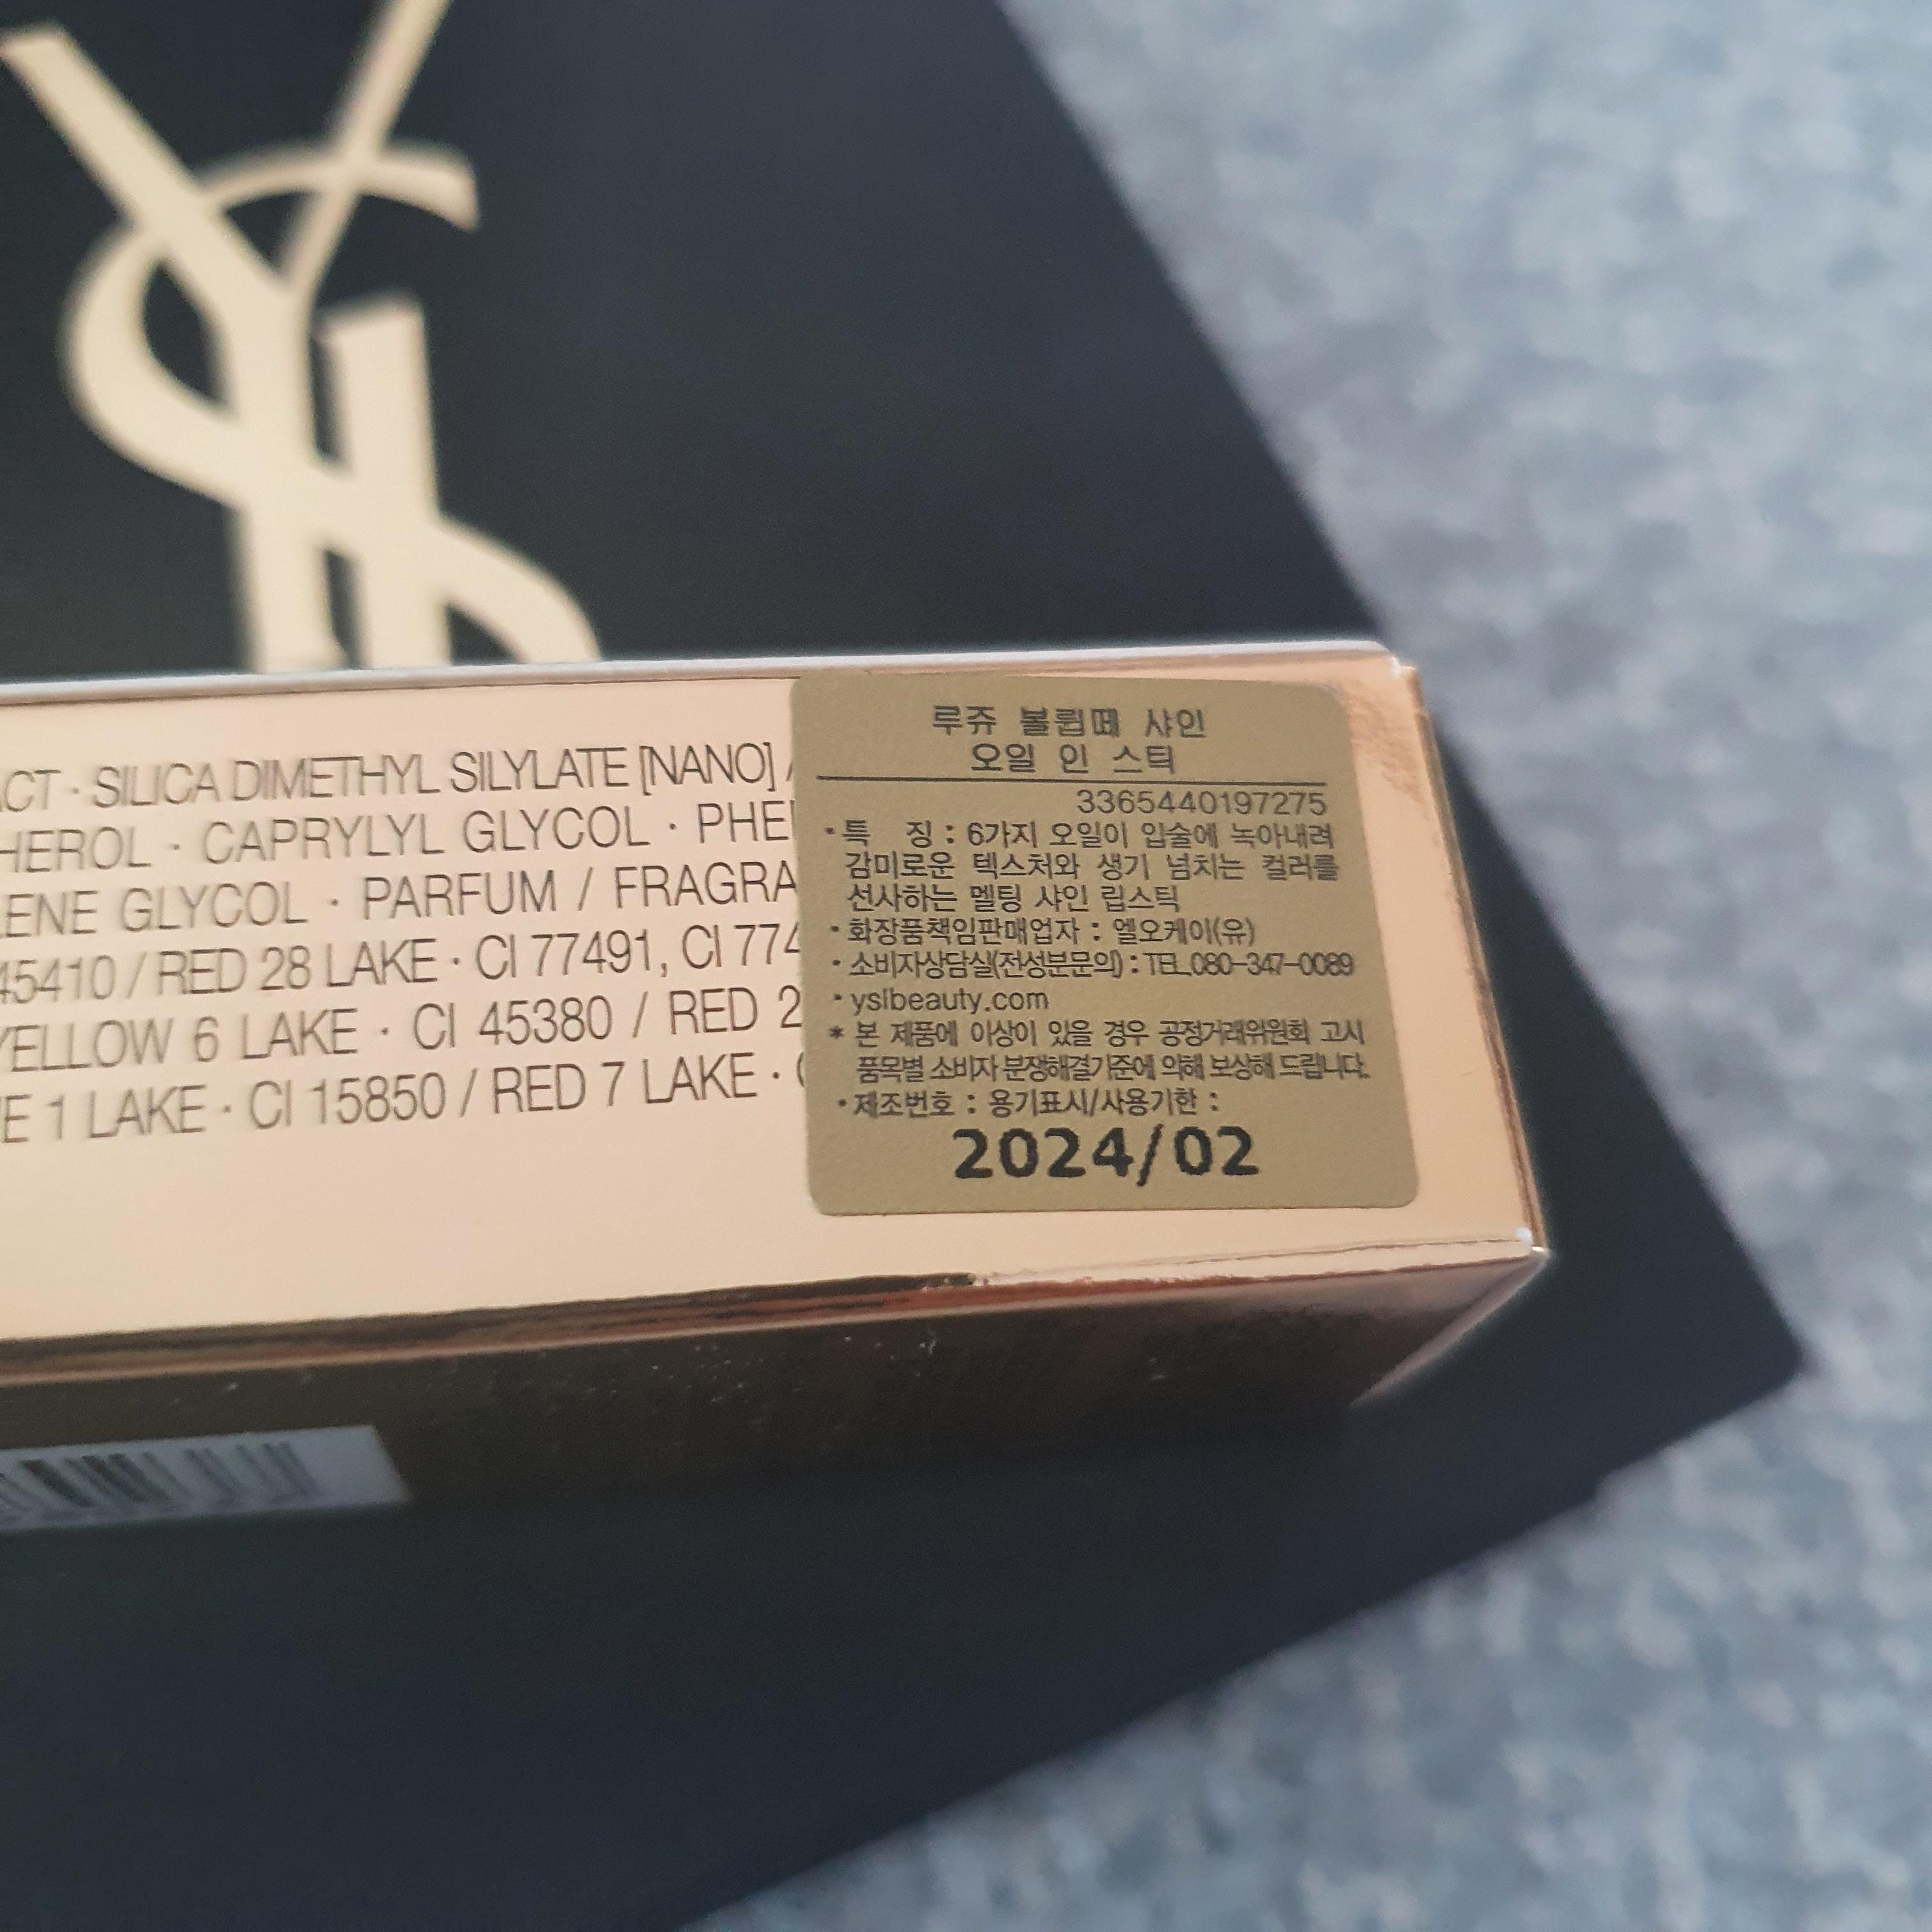 YSL
ACT · SILICA DIMETHYL SILYLATE [NANO]
HEROL · CAPRYLYL GLYCOL · PHE
ENE GLYCOL · PARFUM / FRAGRA
45410 / RED 28 LAKE · CI 77491, CI 774
YELLOW 6 LAKE · CI 45380 / RED 2
E 1 LAKE · CI 15850 / RED 7 LAKE ·
루쥬 볼륍떼 샤인
오일 인 스틱
3365440197275
·특 징 : 6가지 오일이 입술에 녹아내려
감미로운 텍스처와 생기 넘치는 컬러를
선사하는 멜팅 샤인 립스틱
·화장품책임판매업자 : 엘오케이(유)
·소비자상담실(전성분문의) : TEL.080-347-0089
·yslbeauty.com
* 본 제품에 이상이 있을 경우 공정거래위원회 고시
품목별 소비자 분쟁해결기준에 의해 보상해 드립니다.
·제조번호 : 용기표시/사용기한 :
2024/02